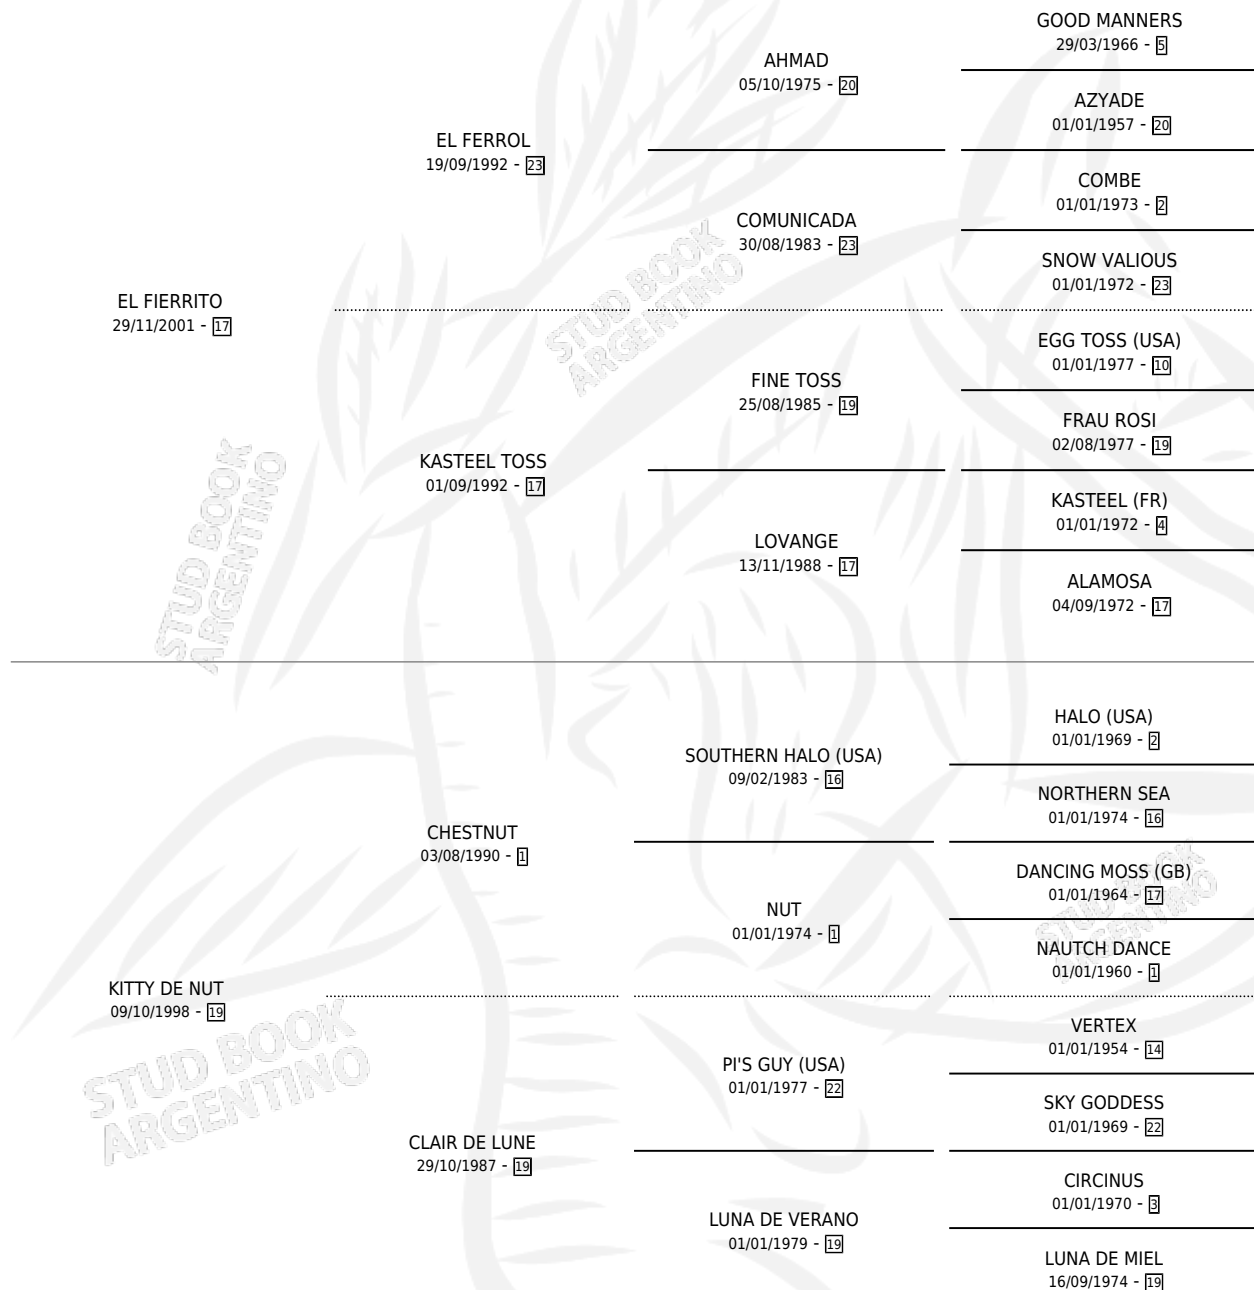 GOOD MANNERS
29/03/1966 - 5
AHMAD
05/10/1975 - 20
AZYADE
01/01/1957 - 20
EL FERROL
19/09/1992 - 23
COMBE
01/01/1973 - 2
COMUNICADA
30/08/1983 - 23
SNOW VALIOUS
01/01/1972 - 23
EL FIERRITO
29/11/2001 - 17
EGG TOSS (USA)
01/01/1977 - 10
FINE TOSS
25/08/1985 - 19
FRAU ROSI
02/08/1977 - 19
KASTEEL TOSS
01/09/1992 - 17
KASTEEL (FR)
01/01/1972 - 4
LOVANGE
13/11/1988 - 17
ALAMOSA
04/09/1972 - 17
HALO (USA)
01/01/1969 - 2
SOUTHERN HALO (USA)
09/02/1983 - 16
NORTHERN SEA
01/01/1974 - 16
CHESTNUT
03/08/1990 - 1
DANCING MOSS (GB)
01/01/1964 - 17
NUT
01/01/1974 - 1
NAUTCH DANCE
01/01/1960 - 1
KITTY DE NUT
09/10/1998 - 19
VERTEX
01/01/1954 - 14
PI'S GUY (USA)
01/01/1977 - 22
SKY GODDESS
01/01/1969 - 22
CLAIR DE LUNE
29/10/1987 - 19
CIRCINUS
01/01/1970 - 3
LUNA DE VERANO
01/01/1979 - 19
LUNA DE MIEL
16/09/1974 - 19
STUD BOOK
ARGENTINO
STUD BOOK
ARGENTINO
STUD BOOK
ARGENTINO
STUD BOOK
ARGENTINO